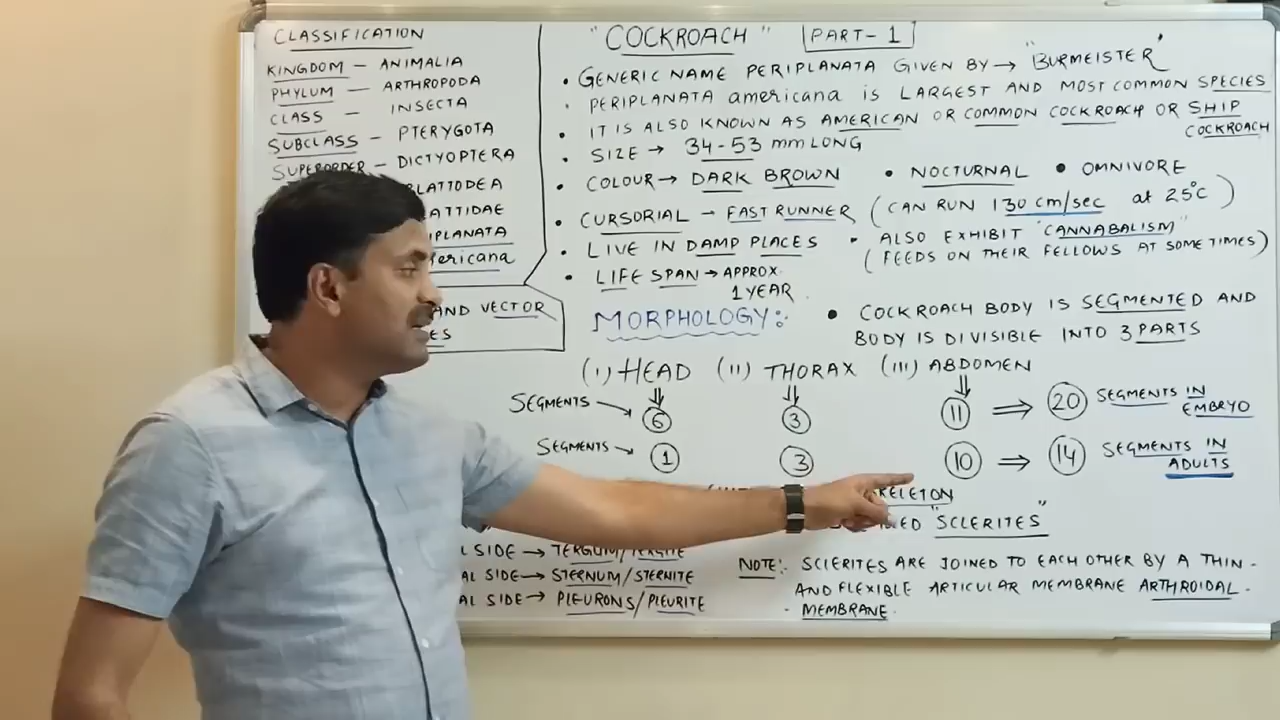 CLASSIFICATION
KINGDOM — ANIMALIA
PHYLUM — ARTHROPODA
CLASS — INSECTA
SUBCLASS — PTERYGOTA
SUPERORDER — DICTYOPTERA
LATTODEA
ATTIDAE
IPLANATA
ericana
AND VECTOR
ES
"COCKROACH" PART-1
• GENERIC NAME PERIPLANATA GIVEN BY → "BURMEISTER"
• PERIPLANATA americana IS LARGEST AND MOST COMMON SPECIES
• IT IS ALSO KNOWN AS AMERICAN OR COMMON COCKROACH OR SHIP
COCKROACH
• SIZE → 34-53 mm LONG
• COLOUR → DARK BROWN • NOCTURNAL • OMNIVORE
• CURSORIAL – FAST RUNNER (CAN RUN 130 cm/sec at 25°C)
• LIVE IN DAMP PLACES • ALSO EXHIBIT "CANNABALISM"
(FEEDS ON THEIR FELLOWS AT SOME TIMES)
• LIFE SPAN → APPROX.
1 YEAR.
MORPHOLOGY:- • COCKROACH BODY IS SEGMENTED AND
BODY IS DIVISIBLE INTO 3 PARTS
(I) HEAD (II) THORAX (III) ABDOMEN
SEGMENTS → 6 3 11 ⇒ 20 SEGMENTS IN
EMBRYO
SEGMENTS → 1 3 10 ⇒ 14 SEGMENTS IN
ADULTS
KELETON
NED "SCLERITES"
L SIDE → TERGUM/TERGITE
AL SIDE → STERNUM/STERNITE
AL SIDE → PLEURONS/PLEURITE
NOTE:- SCLERITES ARE JOINED TO EACH OTHER BY A THIN -
AND FLEXIBLE ARTICULAR MEMBRANE ARTHROIDAL -
- MEMBRANE.